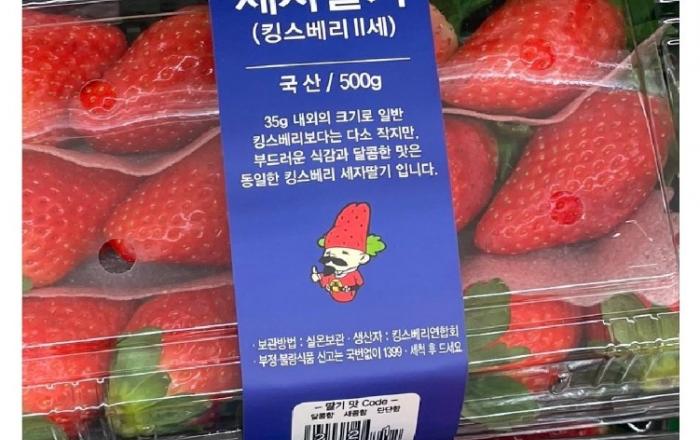 세자딸기
(킹스베리 II세)
국 산 / 500g
35g 내외의 크기로 일반
킹스베리보다는 다소 작지만,
부드러운 식감과 달콤한 맛은
동일한 킹스베리 세자딸기 입니다.
· 보관방법 : 실온보관 · 생산자 : 킹스베리연합회
· 부정·불량식품 신고는 국번없이 1399 · 세척 후 드세요
– 딸기 맛 Code –
달콤함 새콤함 단단함